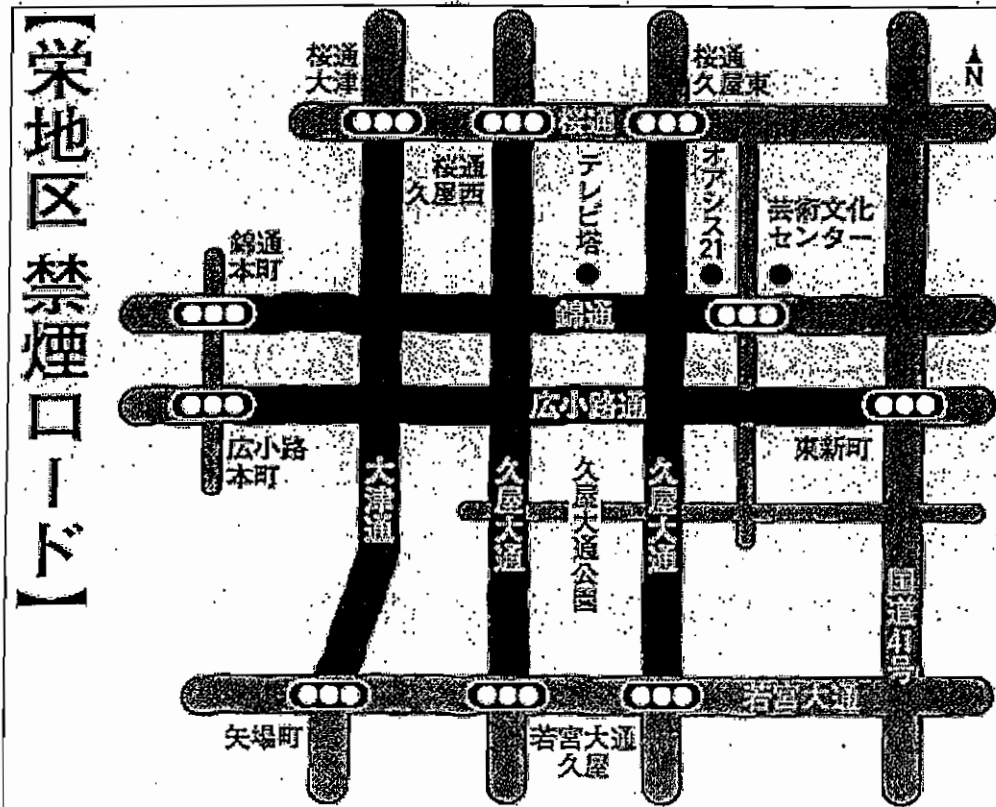 【栄地区 禁煙ロード】
桜通
大津
桜通
久屋東
N
桜通
桜通
久屋西
テレビ塔
オアシス21
芸術文化
センター
錦通
本町
錦通
広小路通
広小路
本町
東新町
大津通
久屋大通
久屋大通公園
久屋大通
国道41号
若宮大通
矢場町
若宮大通
久屋